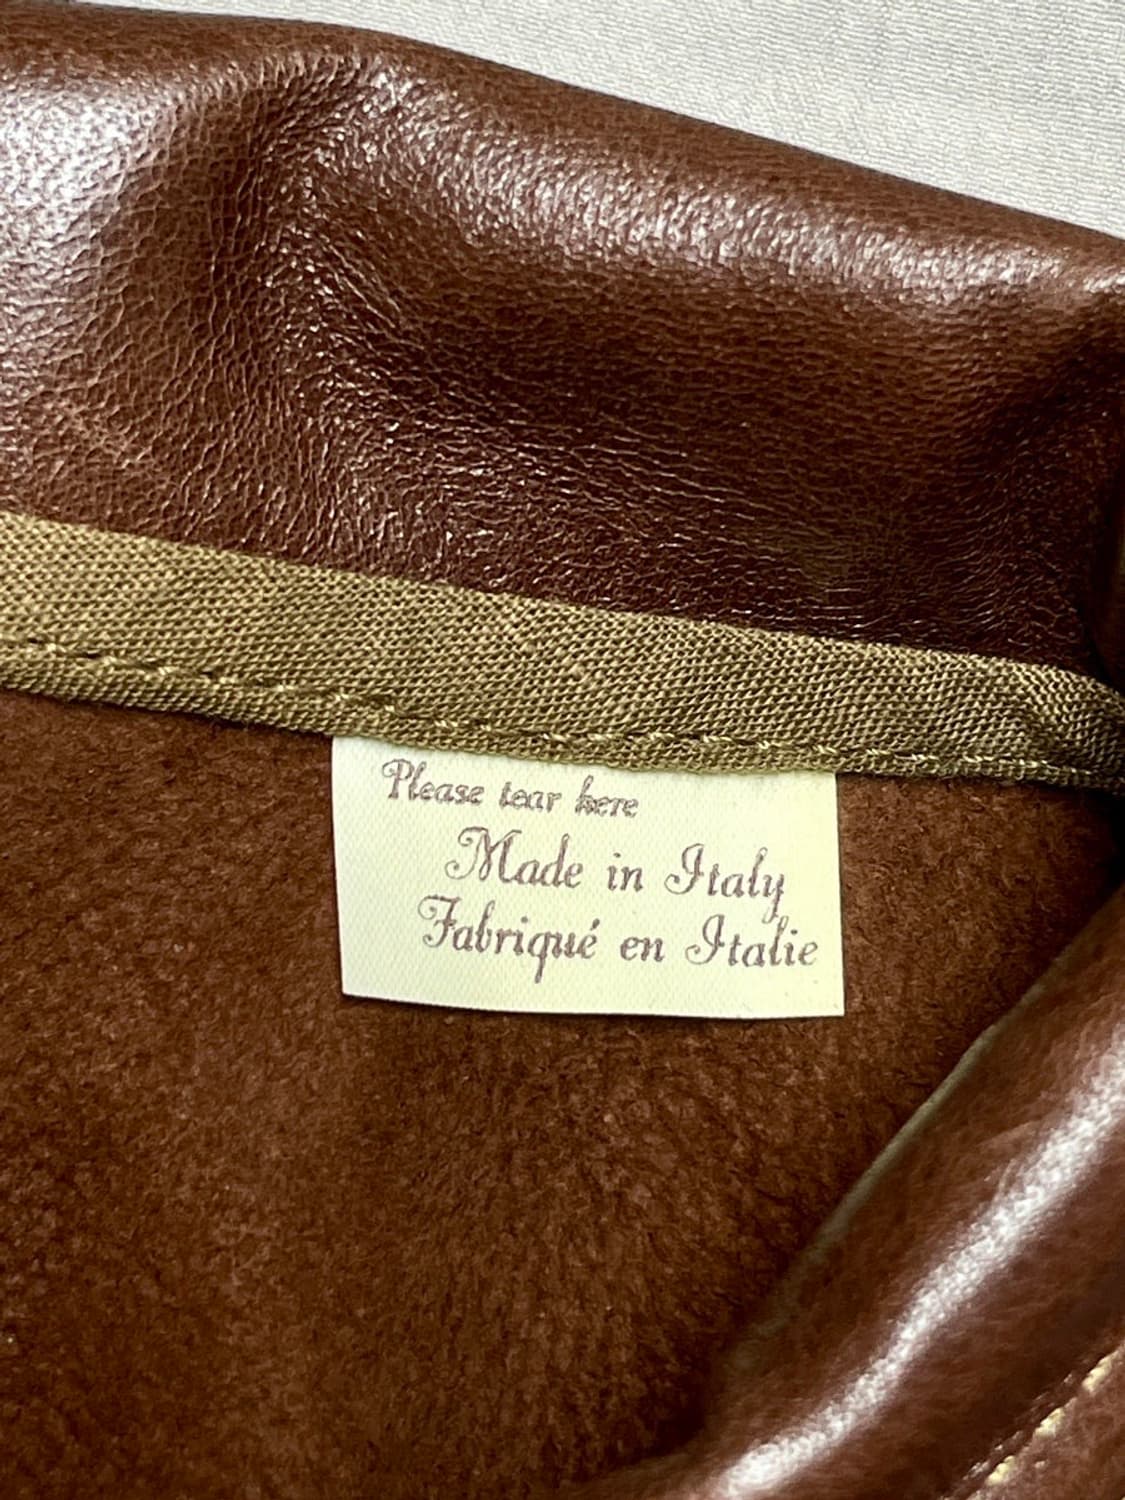 Please tear here
Made in Italy
Fabriqué en Italie